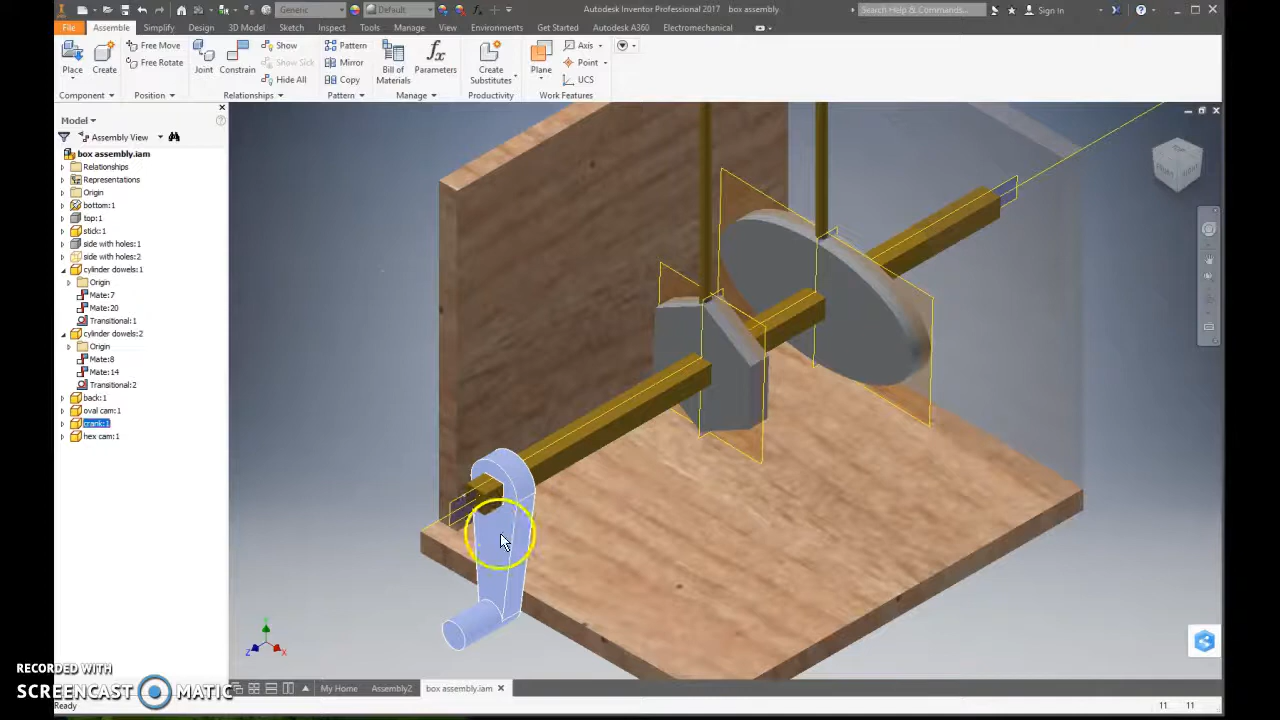 Generic
Default
Autodesk Inventor Professional 2017 box assembly
Search Help & Commands...
Sign In
File
Assemble
Simplify
Design
3D Model
Sketch
Inspect
Tools
Manage
View
Environments
Get Started
Autodesk A360
Electromechanical
Free Move
Show
Pattern
Axis
Place
Create
Free Rotate
Joint
Constrain
Show Sick
Mirror
Bill of Materials
Parameters
Create Substitutes
Plane
Point
Hide All
Copy
UCS
Component
Position
Relationships
Pattern
Manage
Productivity
Work Features
Model
Assembly View
box assembly.iam
Relationships
Representations
Origin
bottom:1
top:1
stick:1
side with holes:1
side with holes:2
cylinder dowels:1
Origin
Mate:7
Mate:20
Transitional:1
cylinder dowels:2
Origin
Mate:8
Mate:14
Transitional:2
back:1
oval cam:1
crank:1
hex cam:1
Z
X
RECORDED WITH
SCREENCAST MATIC
My Home
Assembly2
box assembly.iam
Ready
11
11